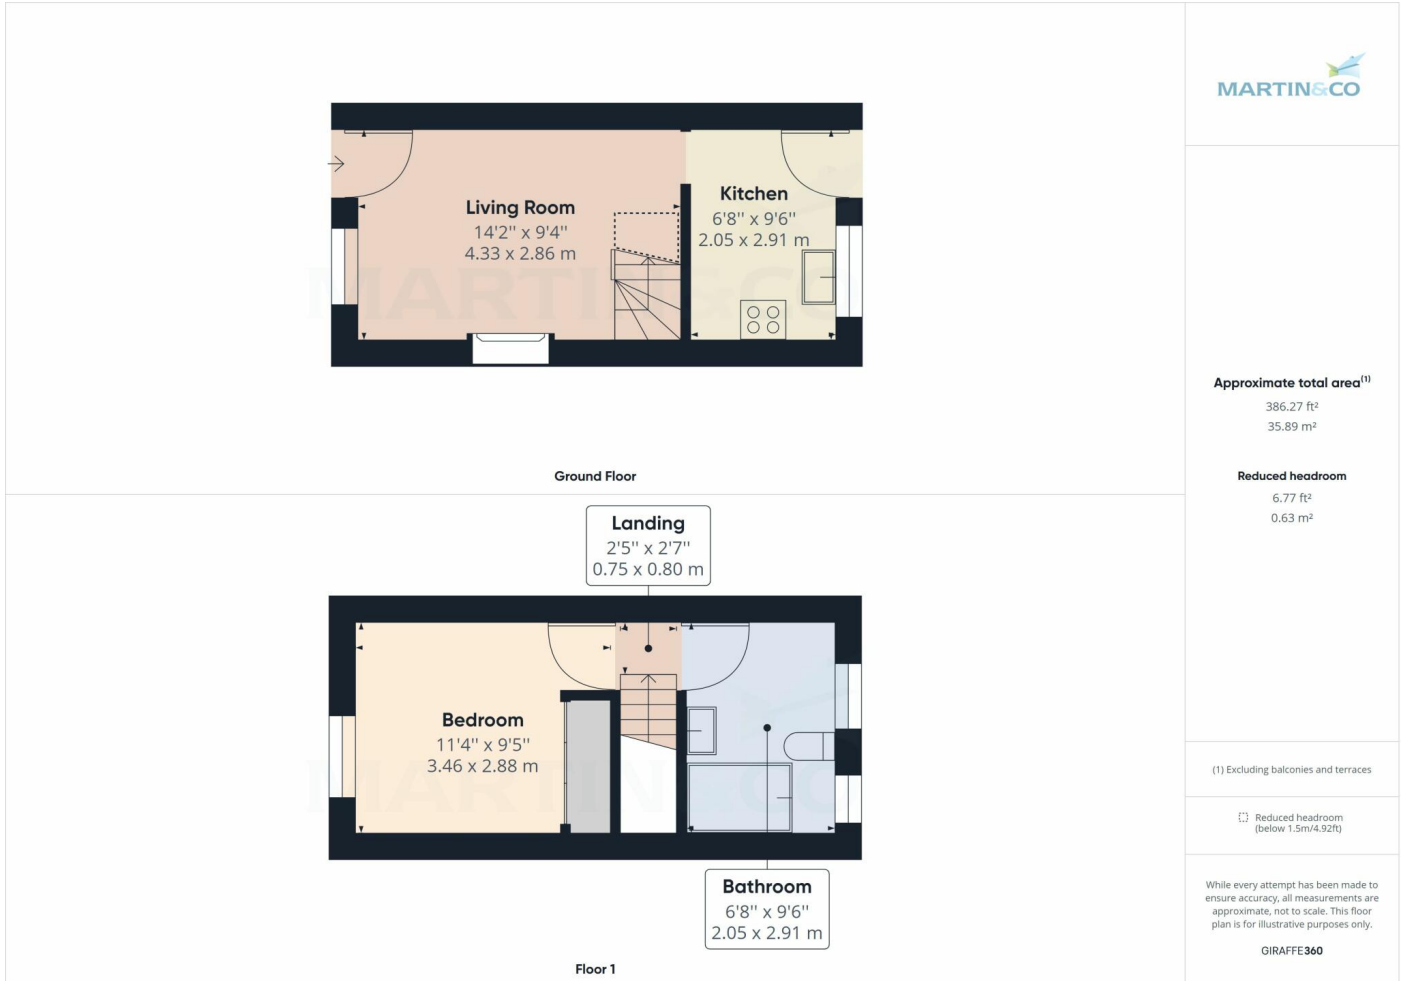 MARTIN&CO
Living Room
14'2'' x 9'4''
4.33 x 2.86 m
Kitchen
6'8'' x 9'6''
2.05 x 2.91 m
MARTIN&CO
Ground Floor
Landing
2'5'' x 2'7''
0.75 x 0.80 m
Bedroom
11'4'' x 9'5''
3.46 x 2.88 m
MARTIN&CO
Bathroom
6'8'' x 9'6''
2.05 x 2.91 m
Floor 1
Approximate total area(1)
386.27 ft²
35.89 m²
Reduced headroom
6.77 ft²
0.63 m²
(1) Excluding balconies and terraces
Reduced headroom
(below 1.5m/4.92ft)
While every attempt has been made to
ensure accuracy, all measurements are
approximate, not to scale. This floor
plan is for illustrative purposes only.
GIRAFFE360